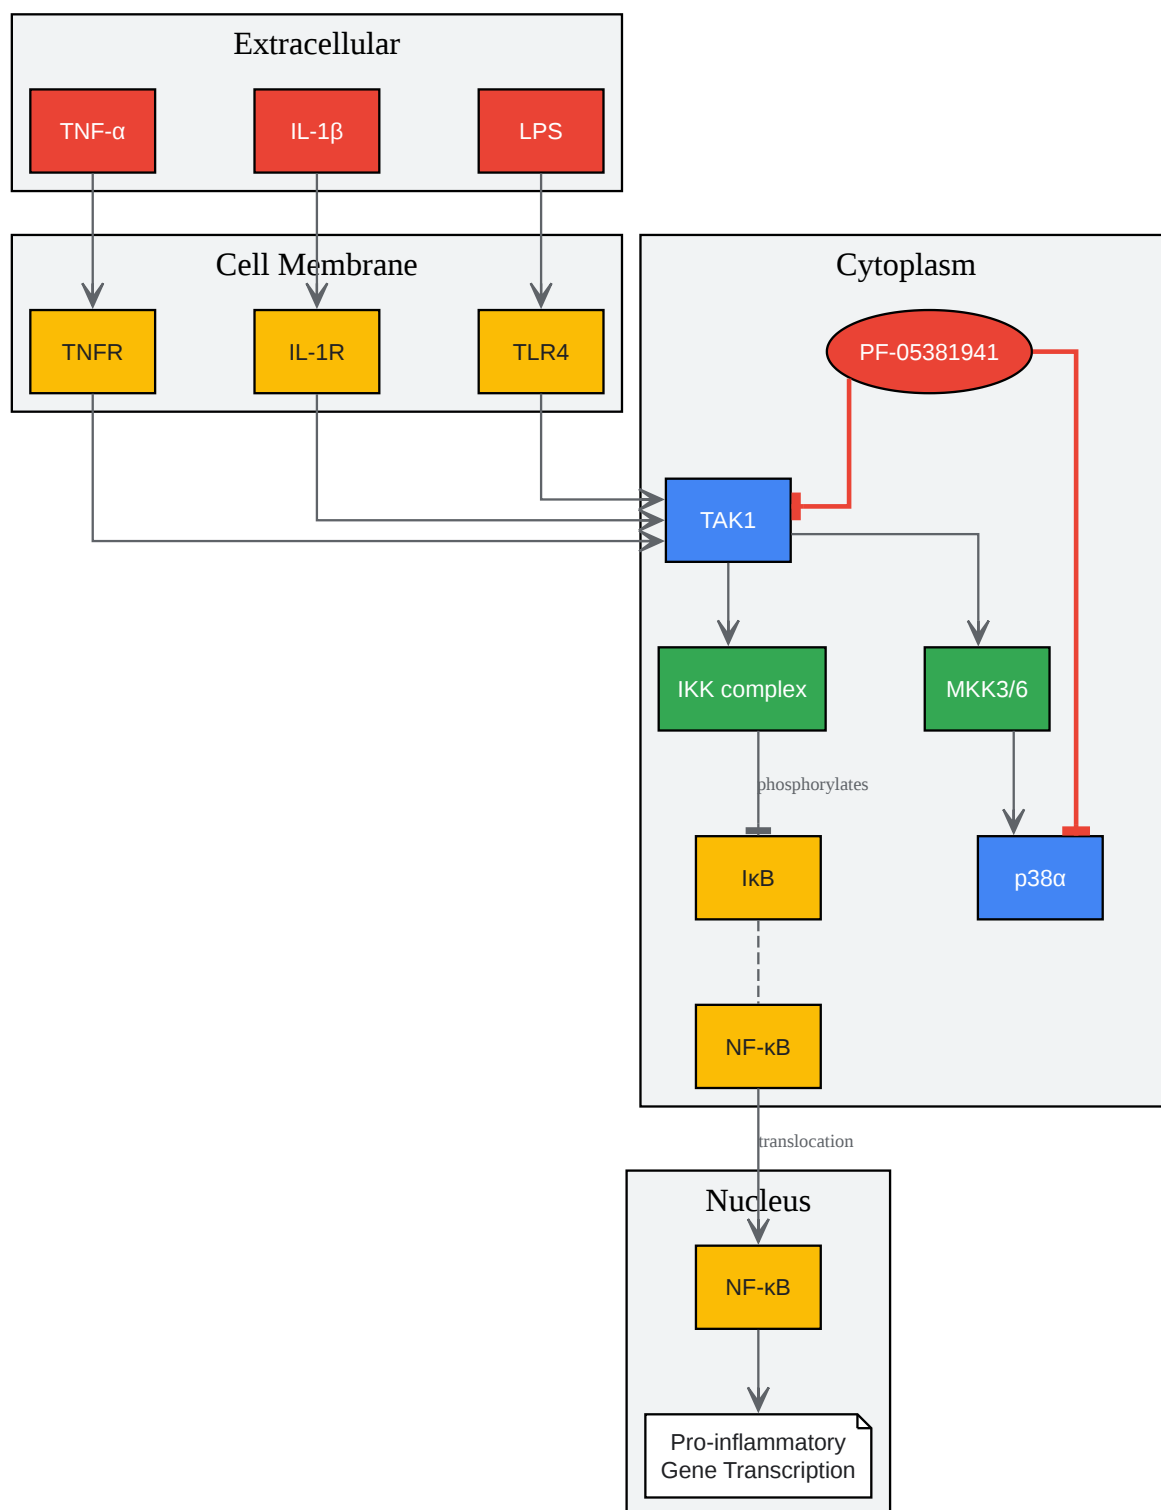 Extracellular
TNF-α
IL-1β
LPS
Cell Membrane
TNFR
IL-1R
TLR4
Cytoplasm
PF-05381941
TAK1
IKK complex
MKK3/6
phosphorylates
IκB
p38α
NF-κB
translocation
Nucleus
NF-κB
Pro-inflammatory
Gene Transcription